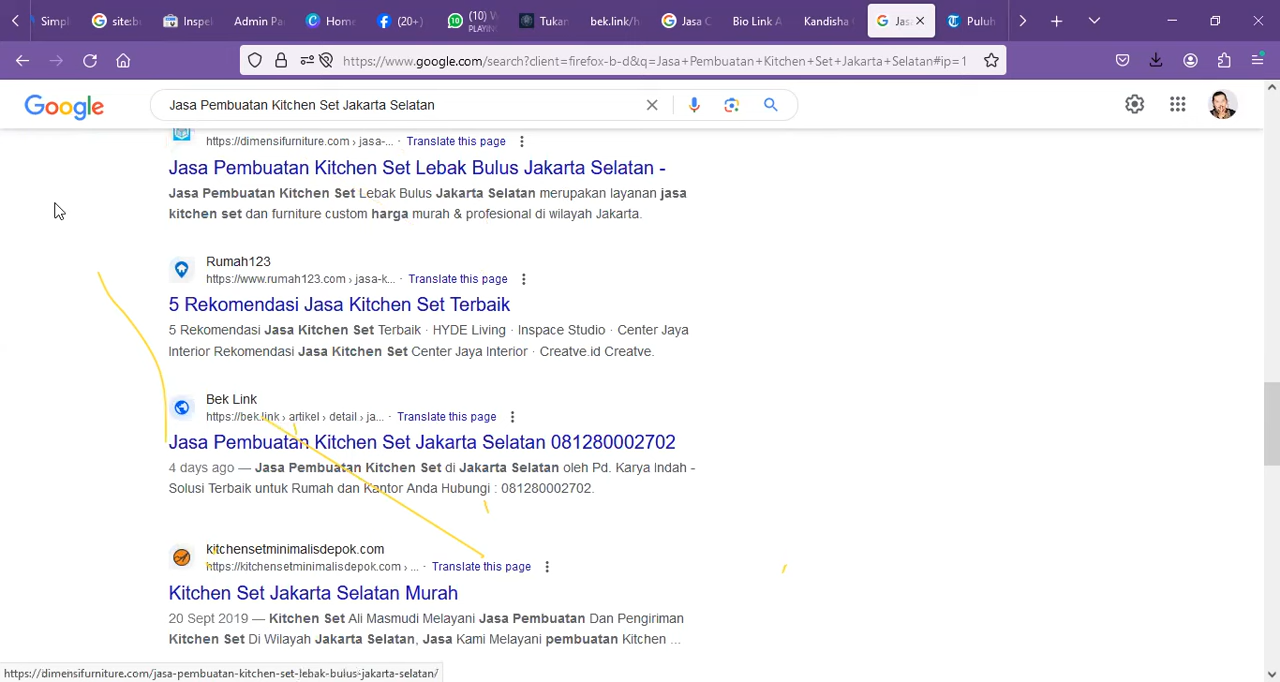 Simpl
site:b
Inspek
Admin Pa
Home
(20+)
(10) W
PLAYING
Tukan
bek.link/h
Jasa C
Bio Link A
Kandisha
Jas
Puluh
https://www.google.com/search?client=firefox-b-d&q=Jasa+Pembuatan+Kitchen+Set+Jakarta+Selatan#ip=1
Google
Jasa Pembuatan Kitchen Set Jakarta Selatan
https://dimensifurniture.com › jasa-... · Translate this page
Jasa Pembuatan Kitchen Set Lebak Bulus Jakarta Selatan -
Jasa Pembuatan Kitchen Set Lebak Bulus Jakarta Selatan merupakan layanan jasa
kitchen set dan furniture custom harga murah & profesional di wilayah Jakarta.
Rumah123
https://www.rumah123.com › jasa-k... · Translate this page
5 Rekomendasi Jasa Kitchen Set Terbaik
5 Rekomendasi Jasa Kitchen Set Terbaik · HYDE Living · Inspace Studio · Center Jaya
Interior Rekomendasi Jasa Kitchen Set Center Jaya Interior · Creatve.id Creatve.
Bek Link
https://bek.link › artikel › detail › ja... · Translate this page
Jasa Pembuatan Kitchen Set Jakarta Selatan 081280002702
4 days ago — Jasa Pembuatan Kitchen Set di Jakarta Selatan oleh Pd. Karya Indah -
Solusi Terbaik untuk Rumah dan Kantor Anda Hubungi : 081280002702.
kitchensetminimalisdepok.com
https://kitchensetminimalisdepok.com › ... · Translate this page
Kitchen Set Jakarta Selatan Murah
20 Sept 2019 — Kitchen Set Ali Masmudi Melayani Jasa Pembuatan Dan Pengiriman
Kitchen Set Di Wilayah Jakarta Selatan, Jasa Kami Melayani pembuatan Kitchen ...
https://dimensifurniture.com/jasa-pembuatan-kitchen-set-lebak-bulus-jakarta-selatan/